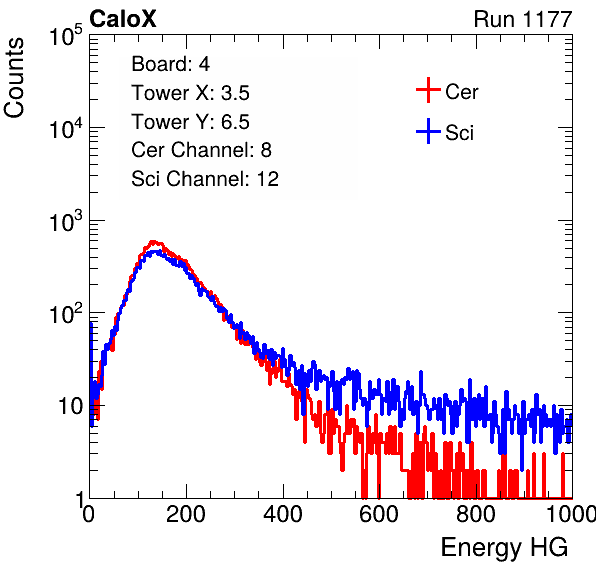 CaloX
Run 1177
Counts
10^5
10^4
10^3
10^2
10
1
Board: 4
Tower X: 3.5
Tower Y: 6.5
Cer Channel: 8
Sci Channel: 12
Cer
Sci
0 200 400 600 800 1000
Energy HG